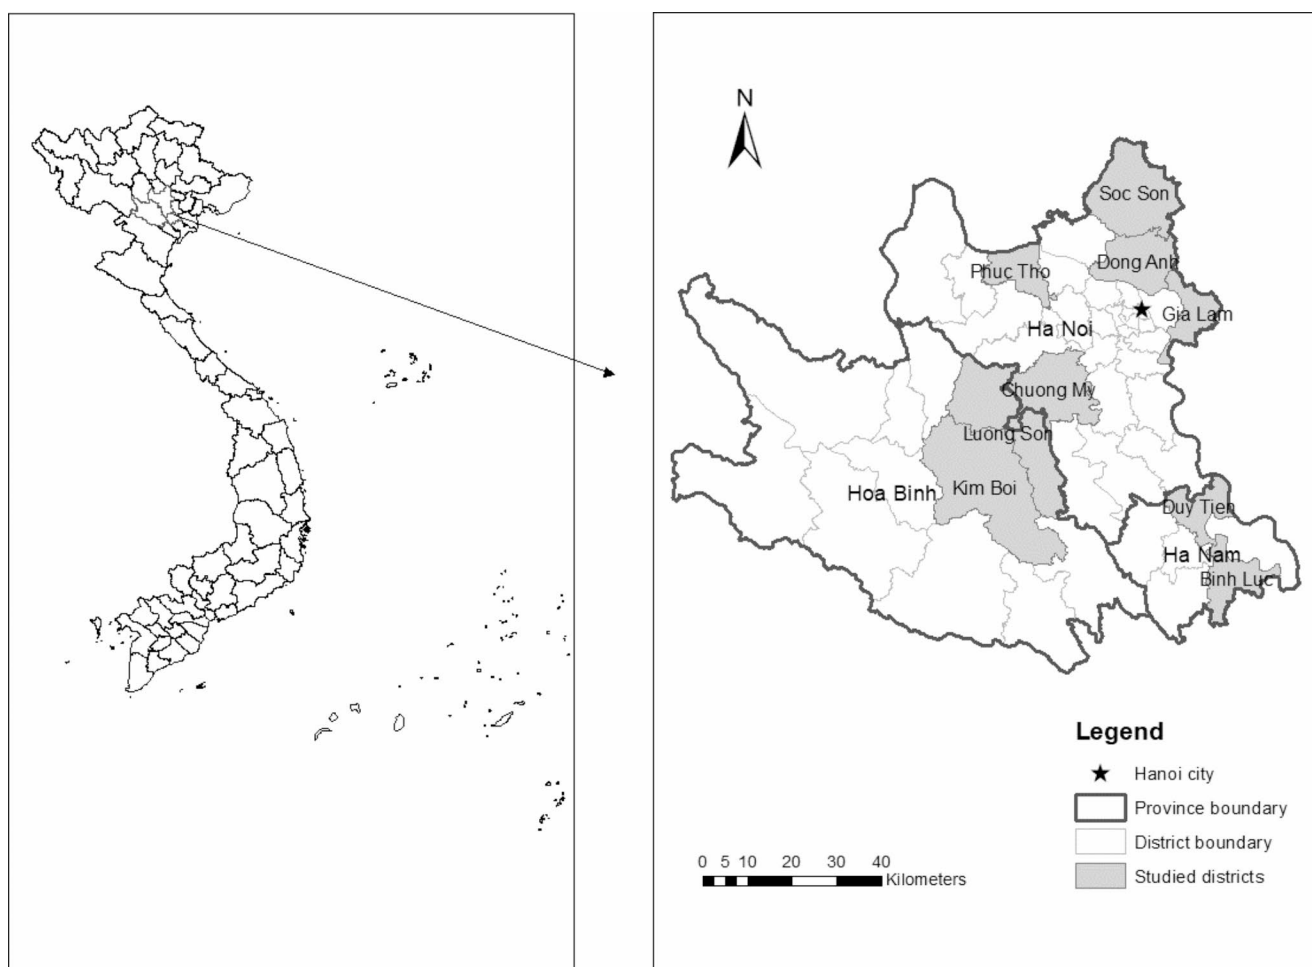 N
Soc Son
Dong Anh
Phuc Tho
Gia Lam
Ha Noi
Chuong My
Luong Son
Kim Boi
Hoa Binh
Duy Tien
Ha Nam
Binh Luc
Legend
Hanoi city
Province boundary
District boundary
Studied districts
0 5 10 20 30 40
Kilometers